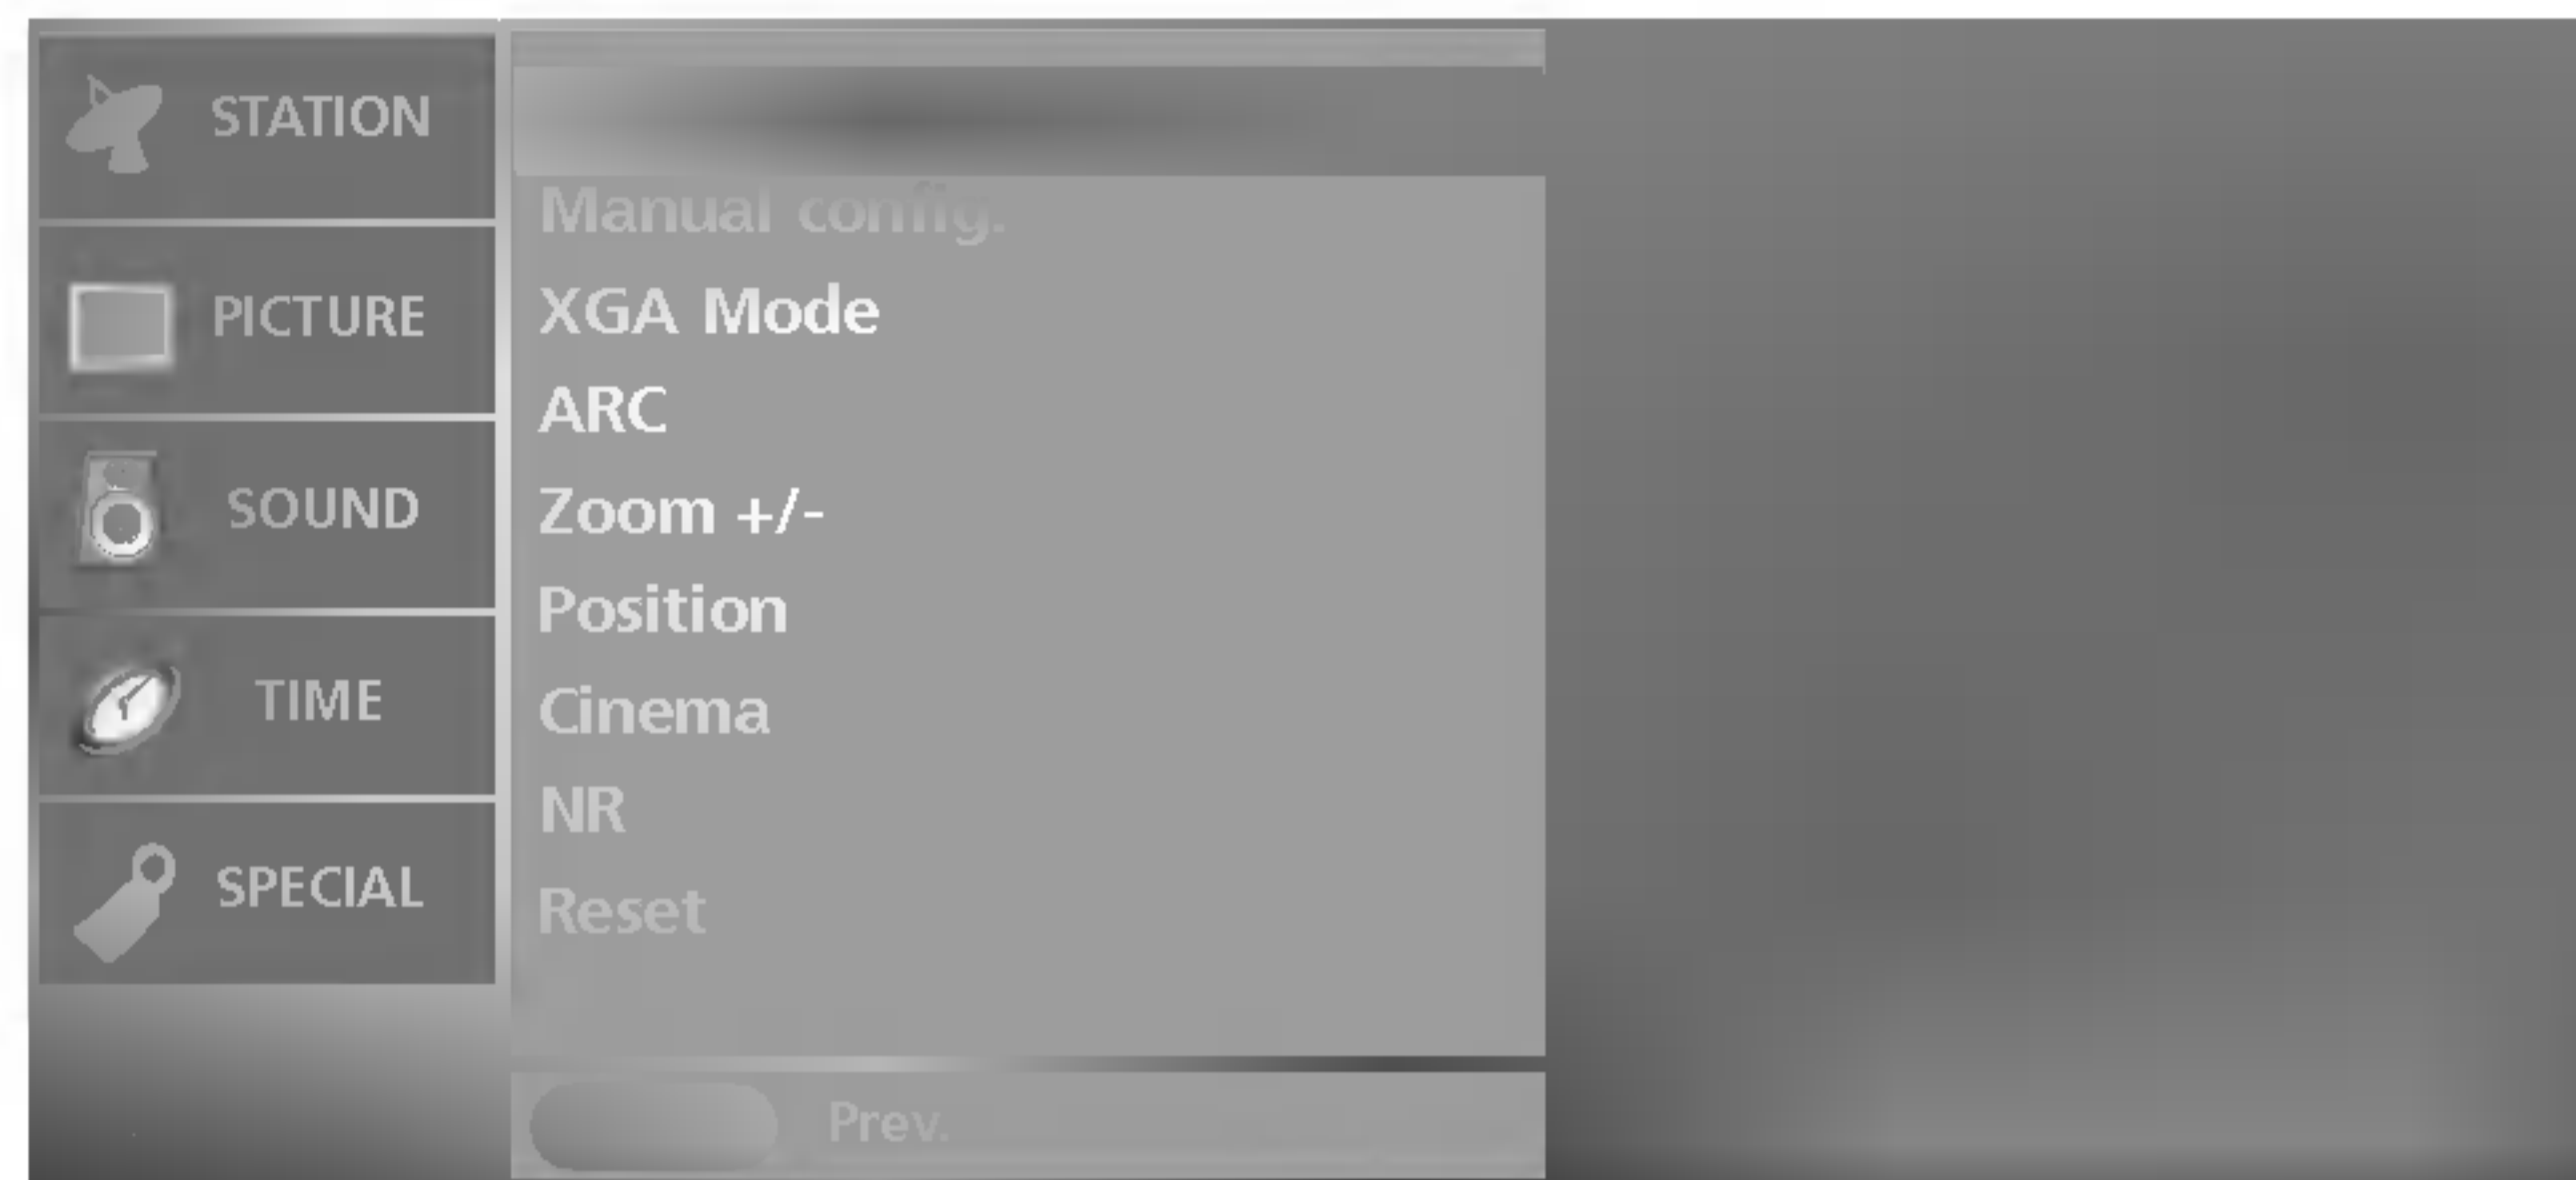 STATION
PICTURE
SOUND
TIME
SPECIAL
Manual config.
XGA Mode
ARC
Zoom +/-
Position
Cinema
NR
Reset
Prev.